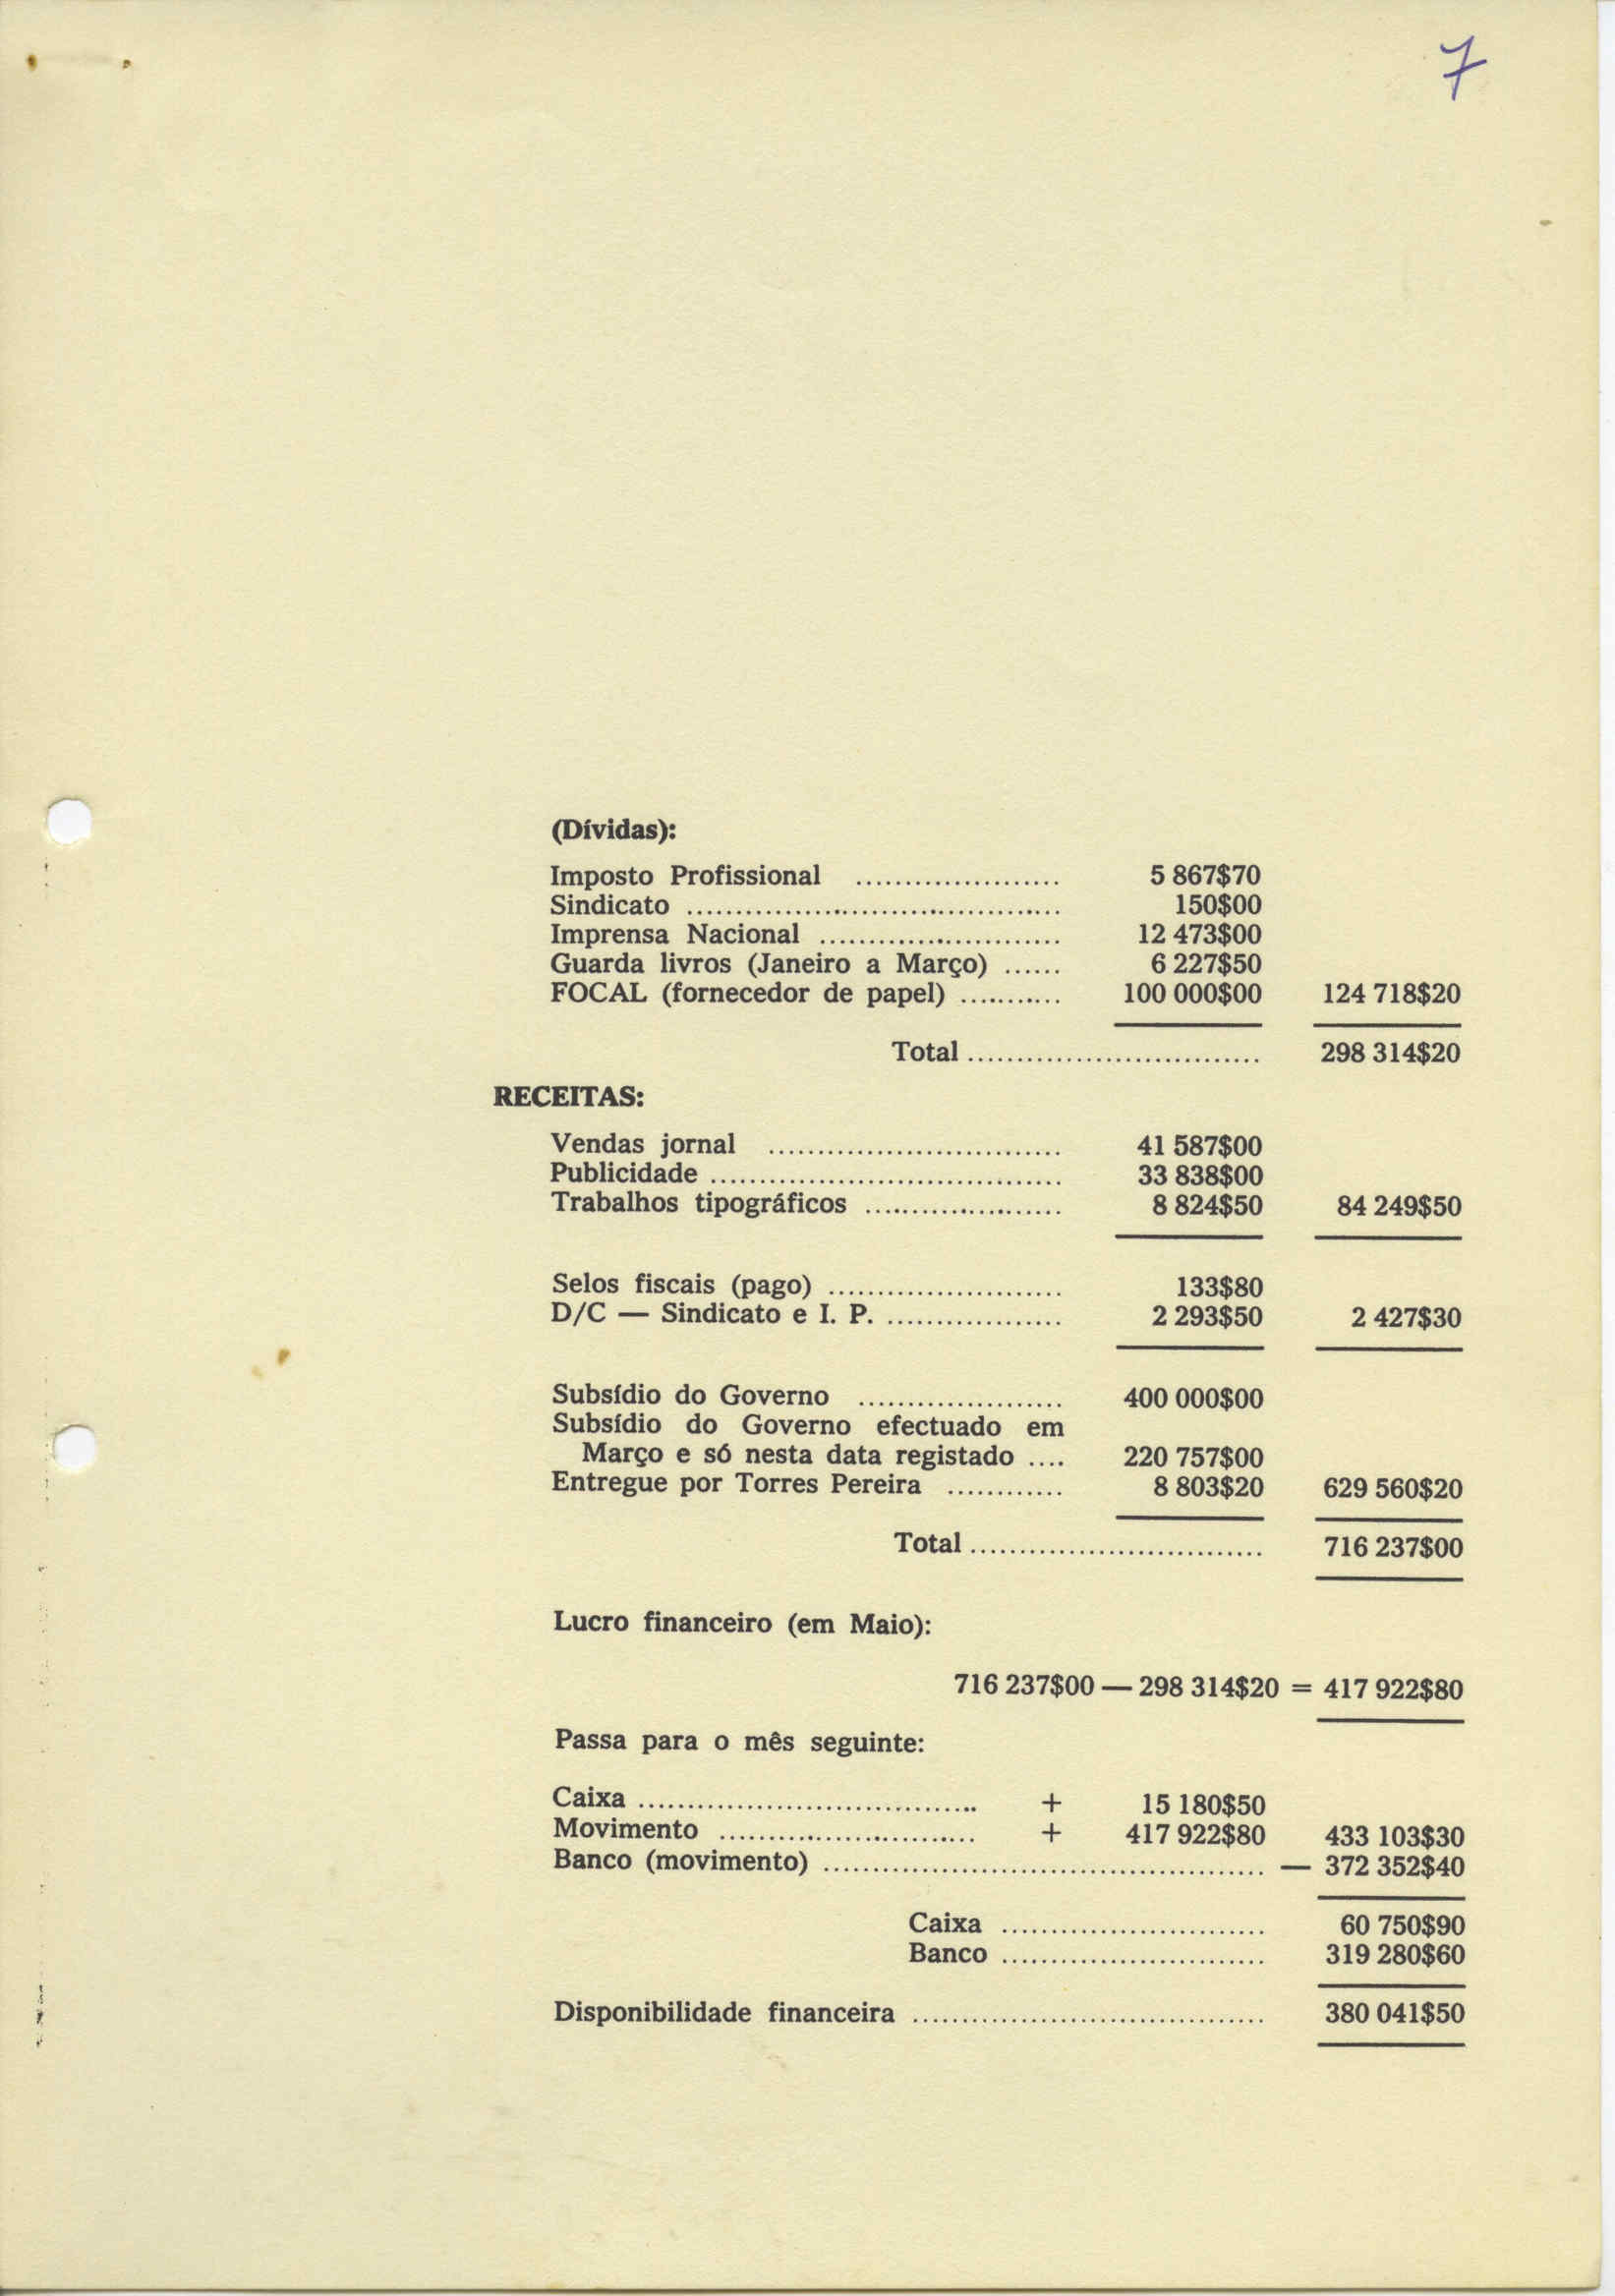 7
(Dívidas):
Imposto Profissional ..................... 5 867$70
Sindicato ...................................... 150$00
Imprensa Nacional ......................... 12 473$00
Guarda livros (Janeiro a Março) ...... 6 227$50
FOCAL (fornecedor de papel) ........... 100 000$00 124 718$20
Total .............................. 298 314$20
RECEITAS:
Vendas jornal .............................. 41 587$00
Publicidade .................................... 33 838$00
Trabalhos tipográficos .................... 8 824$50 84 249$50
Selos fiscais (pago) ........................ 133$80
D/C — Sindicato e I. P. .................. 2 293$50 2 427$30
Subsídio do Governo ..................... 400 000$00
Subsídio do Governo efectuado em
Março e só nesta data registado .... 220 757$00
Entregue por Torres Pereira ............ 8 803$20 629 560$20
Total .............................. 716 237$00
Lucro financeiro (em Maio):
716 237$00 — 298 314$20 = 417 922$80
Passa para o mês seguinte:
Caixa ................................... + 15 180$50
Movimento .......................... + 417 922$80 433 103$30
Banco (movimento) ............................................. — 372 352$40
Caixa ........................... 60 750$90
Banco ........................... 319 280$60
Disponibilidade financeira .................................... 380 041$50